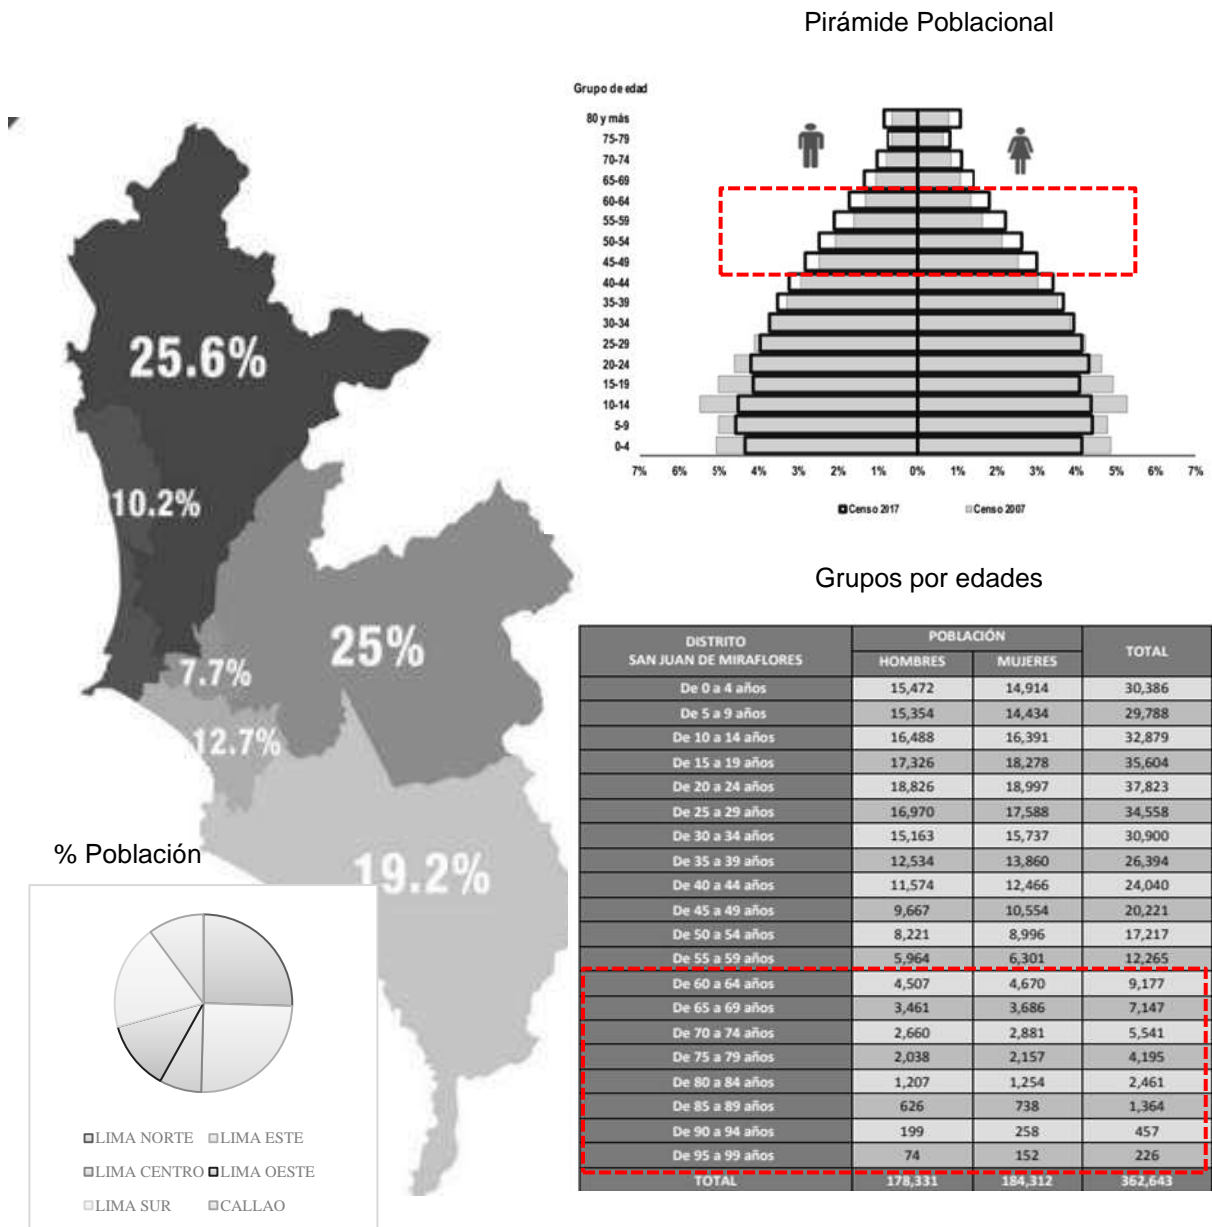 Pirámide Poblacional
Grupo de edad
80 y más
75-79
70-74
65-69
60-64
55-59
50-54
45-49
40-44
35-39
30-34
25-29
20-24
15-19
10-14
5-9
0-4
7% 6% 5% 4% 3% 2% 1% 0% 1% 2% 3% 4% 5% 6% 7%
Censo 2017 Censo 2007
25.6%
10.2%
25%
7.7%
12.7%
19.2%
% Población
LIMA NORTE LIMA ESTE
LIMA CENTRO LIMA OESTE
LIMA SUR CALLAO
Grupos por edades
DISTRITO SAN JUAN DE MIRAFLORES POBLACIÓN TOTAL
HOMBRES MUJERES
De 0 a 4 años 15,472 14,914 30,386
De 5 a 9 años 15,354 14,434 29,788
De 10 a 14 años 16,488 16,391 32,879
De 15 a 19 años 17,326 18,278 35,604
De 20 a 24 años 18,826 18,997 37,823
De 25 a 29 años 16,970 17,588 34,558
De 30 a 34 años 15,163 15,737 30,900
De 35 a 39 años 12,534 13,860 26,394
De 40 a 44 años 11,574 12,466 24,040
De 45 a 49 años 9,667 10,554 20,221
De 50 a 54 años 8,221 8,996 17,217
De 55 a 59 años 5,964 6,301 12,265
De 60 a 64 años 4,507 4,670 9,177
De 65 a 69 años 3,461 3,686 7,147
De 70 a 74 años 2,660 2,881 5,541
De 75 a 79 años 2,038 2,157 4,195
De 80 a 84 años 1,207 1,254 2,461
De 85 a 89 años 626 738 1,364
De 90 a 94 años 199 258 457
De 95 a 99 años 74 152 226
TOTAL 178,331 184,312 362,643